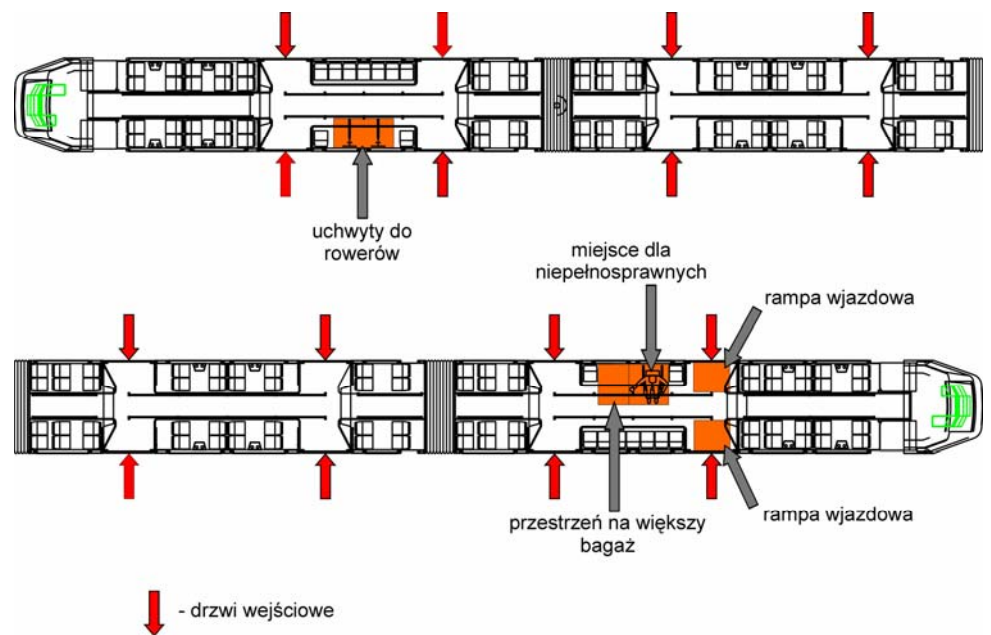 uchwyty do
rowerów
miejsce dla
niepełnosprawnych
rampa wjazdowa
przestrzeń na większy
bagaż
rampa wjazdowa
- drzwi wejściowe